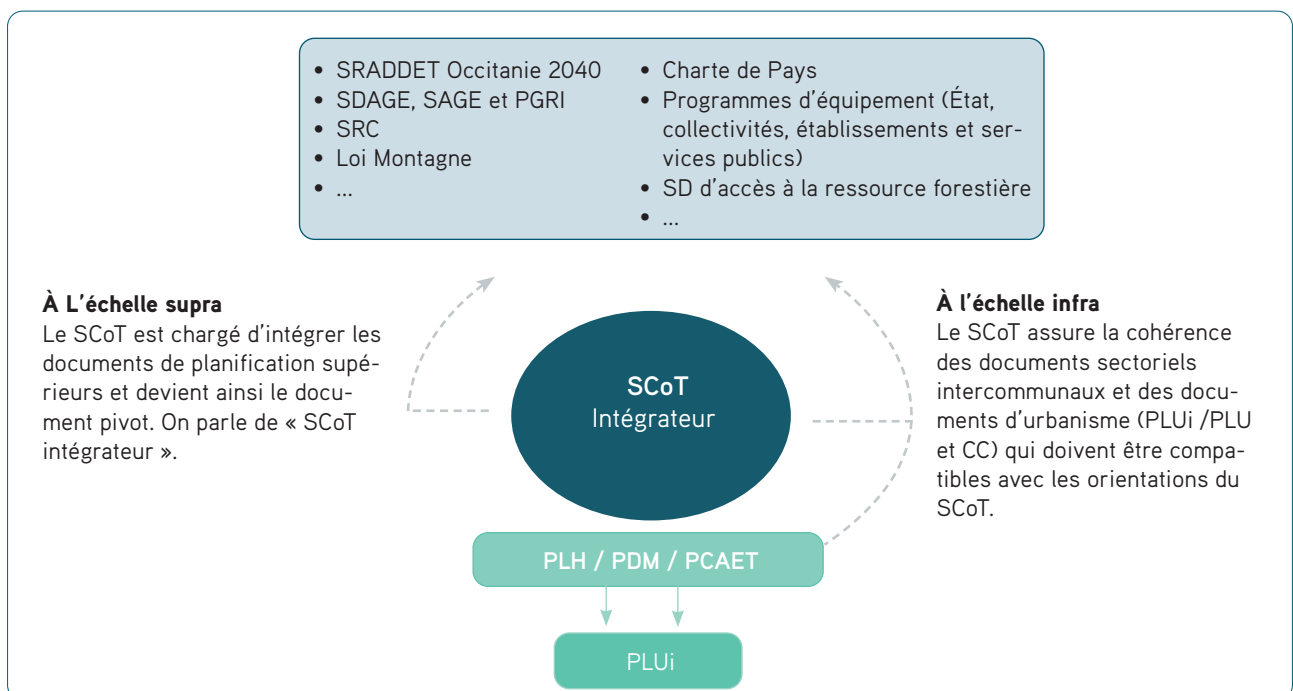 • SRADDET Occitanie 2040
• SDAGE, SAGE et PGRI
• SRC
• Loi Montagne
• ...
• Charte de Pays
• Programmes d'équipement (État,
collectivités, établissements et ser-
vices publics)
• SD d'accès à la ressource forestière
• ...
À L'échelle supra
Le SCoT est chargé d'intégrer les
documents de planification supé-
rieurs et devient ainsi le docu-
ment pivot. On parle de « SCoT
intégrateur ».
SCoT
Intégrateur
À l'échelle infra
Le SCoT assure la cohérence
des documents sectoriels
intercommunaux et des docu-
ments d'urbanisme (PLUi /PLU
et CC) qui doivent être compa-
tibles avec les orientations du
SCoT.
PLH / PDM / PCAET
PLUi